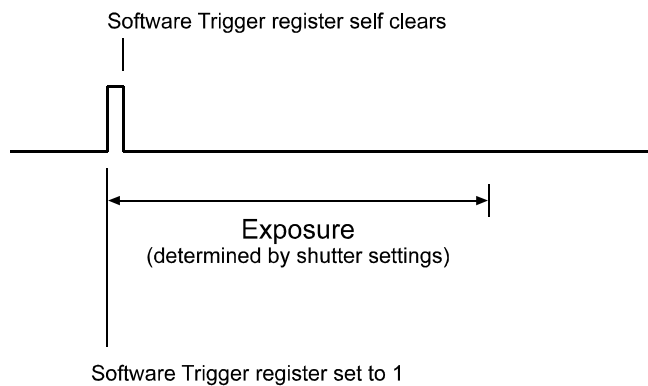 Software Trigger register self clears
Exposure
(determined by shutter settings)
Software Trigger register set to 1